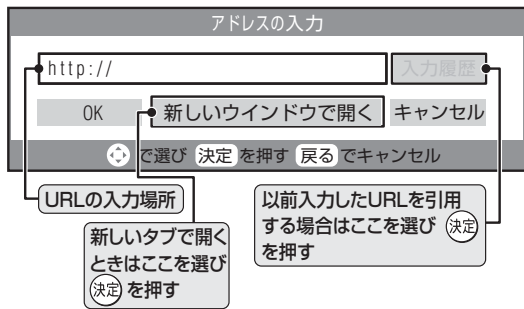 アドレスの入力
http://
入力履歴
OK
新しいウインドウで開く
キャンセル
で選び 決定 を押す 戻る でキャンセル
URLの入力場所
新しいタブで開く
ときはここを選び
決定 を押す
以前入力したURLを引用
する場合はここを選び 決定
を押す